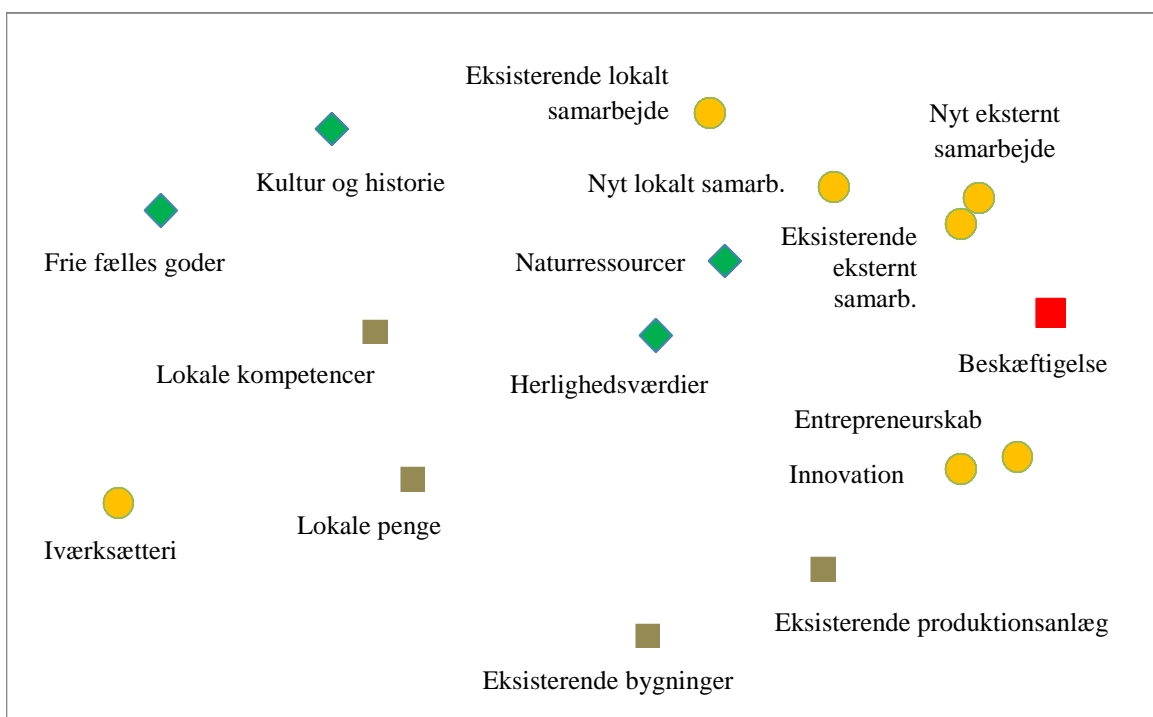 Eksisterende lokalt
samarbejde
Nyt eksternt
samarbejde
Kultur og historie
Nyt lokalt samarb.
Frie fælles goder
Naturressourcer
Eksisterende
eksternt
samarb.
Lokale kompetencer
Herlighedsværdier
Beskæftigelse
Entrepreneurskab
Innovation
Lokale penge
Iværksætteri
Eksisterende produktionsanlæg
Eksisterende bygninger